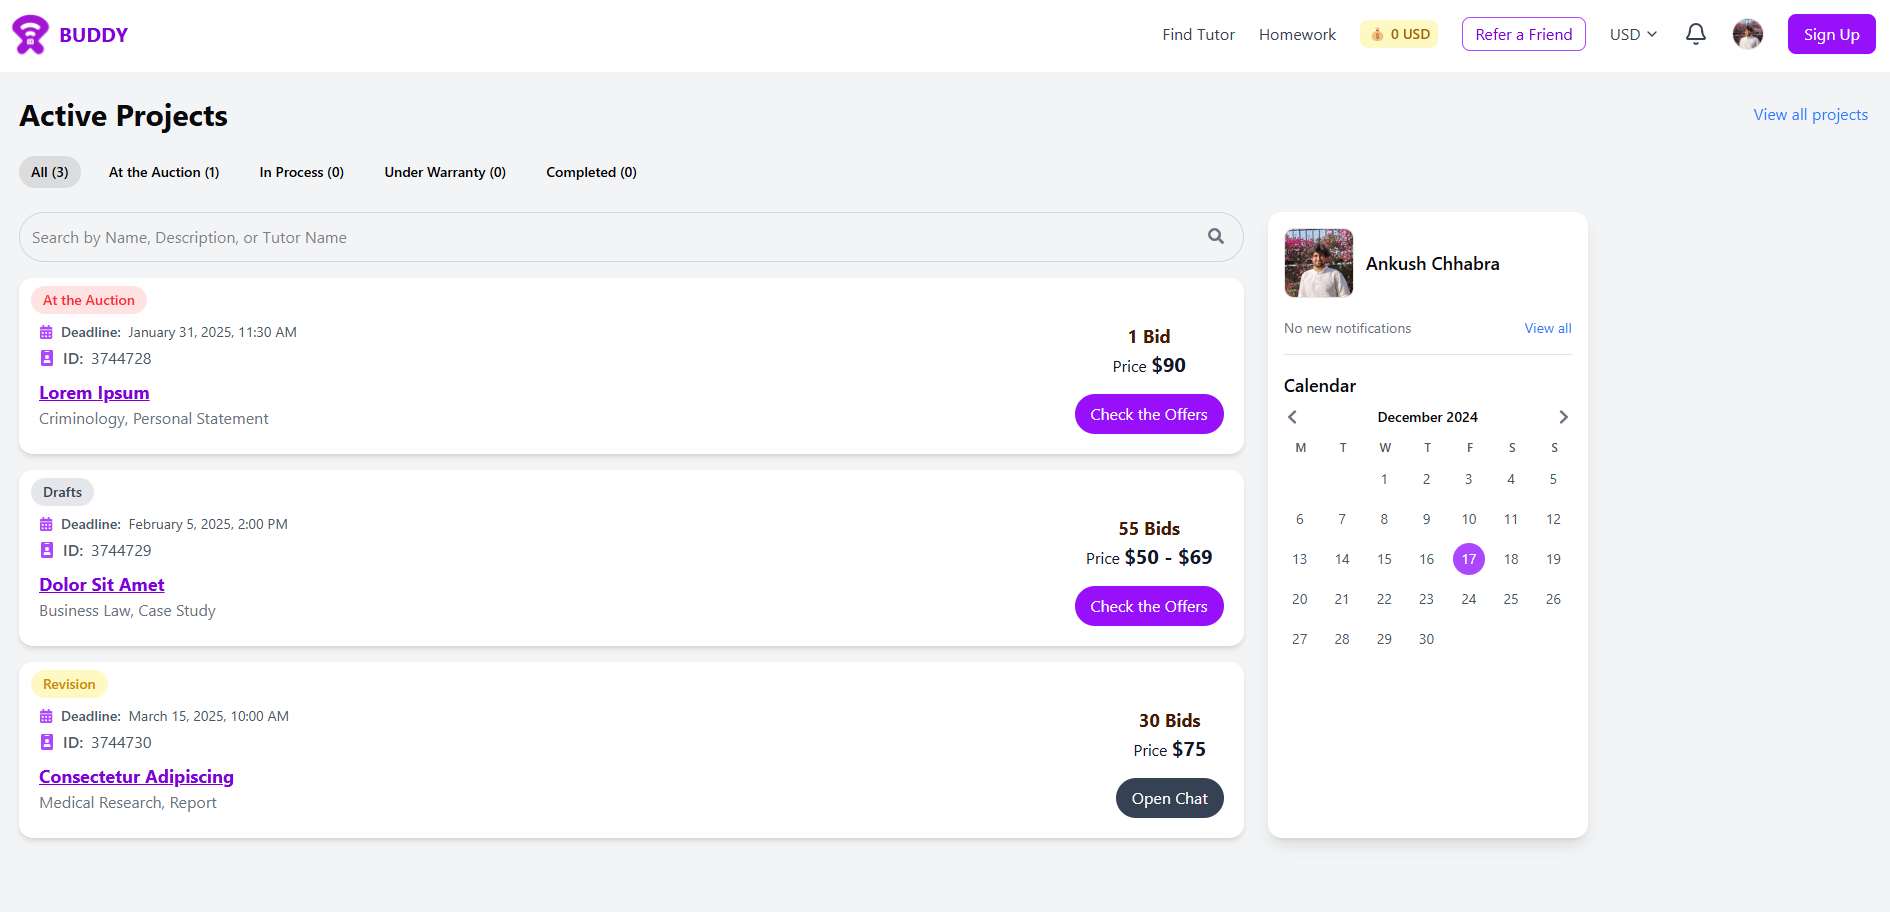 BUDDY
Find Tutor Homework 0 USD Refer a Friend USD Sign Up
Active Projects
View all projects
All (3) At the Auction (1) In Process (0) Under Warranty (0) Completed (0)
Search by Name, Description, or Tutor Name
At the Auction
Deadline: January 31, 2025, 11:30 AM
ID: 3744728
Lorem Ipsum
Criminology, Personal Statement
1 Bid
Price $90
Check the Offers
Drafts
Deadline: February 5, 2025, 2:00 PM
ID: 3744729
Dolor Sit Amet
Business Law, Case Study
55 Bids
Price $50 - $69
Check the Offers
Revision
Deadline: March 15, 2025, 10:00 AM
ID: 3744730
Consectetur Adipiscing
Medical Research, Report
30 Bids
Price $75
Open Chat
Ankush Chhabra
No new notifications View all
Calendar
December 2024
M T W T F S S
1 2 3 4 5
6 7 8 9 10 11 12
13 14 15 16 17 18 19
20 21 22 23 24 25 26
27 28 29 30